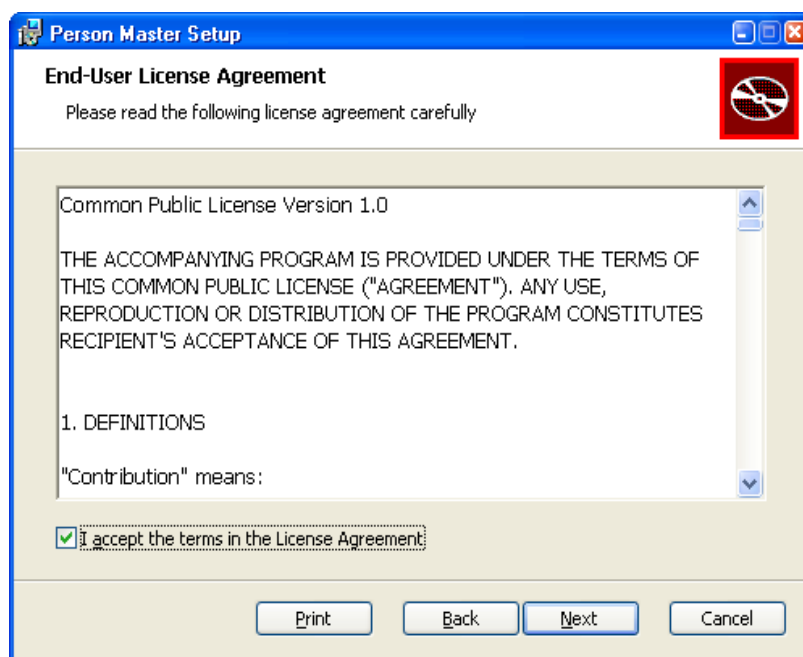 Person Master Setup
End-User License Agreement
Please read the following license agreement carefully
Common Public License Version 1.0
THE ACCOMPANYING PROGRAM IS PROVIDED UNDER THE TERMS OF
THIS COMMON PUBLIC LICENSE ("AGREEMENT"). ANY USE,
REPRODUCTION OR DISTRIBUTION OF THE PROGRAM CONSTITUTES
RECIPIENT'S ACCEPTANCE OF THIS AGREEMENT.
1. DEFINITIONS
"Contribution" means:
I accept the terms in the License Agreement
Print Back Next Cancel